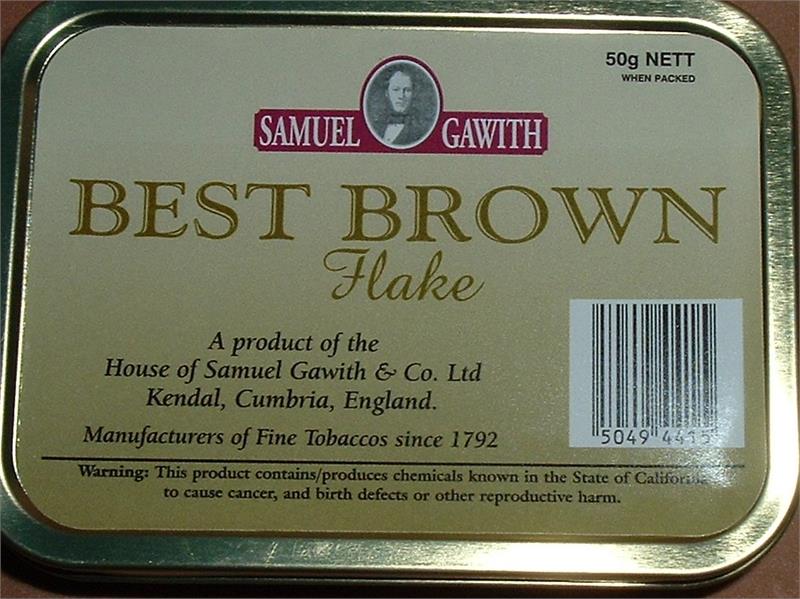 50g NETT
WHEN PACKED
SAMUEL GAWITH
BEST BROWN
Flake
A product of the
House of Samuel Gawith & Co. Ltd
Kendal, Cumbria, England.
Manufacturers of Fine Tobaccos since 1792
5049 4415
Warning: This product contains/produces chemicals known in the State of California
to cause cancer, and birth defects or other reproductive harm.